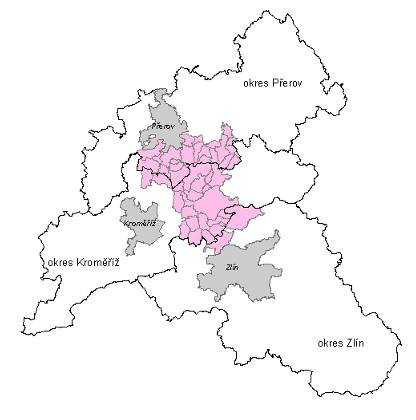 okres Přerov
Přerov
Kroměříž
okres Kroměříž
Zlín
okres Zlín